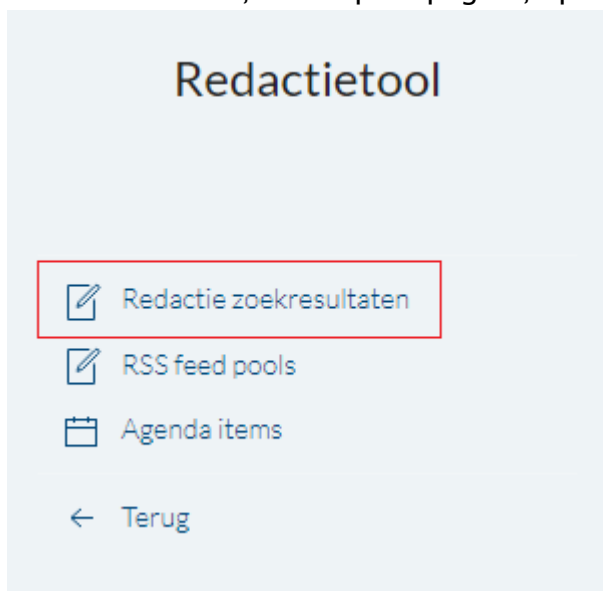 Redactietool
Redactie zoekresultaten
RSS feed pools
Agenda items
Terug